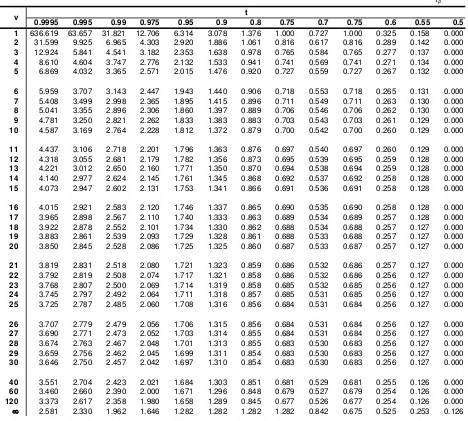 t
v
0.9995 0.995 0.99 0.975 0.95 0.9 0.8 0.75 0.7 0.75 0.6 0.55 0.5
1 636.619 63.657 31.821 12.706 6.314 3.078 1.376 1.000 0.727 1.000 0.325 0.158 0.000
2 31.599 9.925 6.965 4.303 2.920 1.886 1.061 0.816 0.617 0.816 0.289 0.142 0.000
3 12.924 5.841 4.541 3.182 2.353 1.638 0.978 0.765 0.584 0.765 0.277 0.137 0.000
4 8.610 4.604 3.747 2.776 2.132 1.533 0.941 0.741 0.569 0.741 0.271 0.134 0.000
5 6.869 4.032 3.365 2.571 2.015 1.476 0.920 0.727 0.559 0.727 0.267 0.132 0.000
6 5.959 3.707 3.143 2.447 1.943 1.440 0.906 0.718 0.553 0.718 0.265 0.131 0.000
7 5.408 3.499 2.998 2.365 1.895 1.415 0.896 0.711 0.549 0.711 0.263 0.130 0.000
8 5.041 3.355 2.896 2.306 1.860 1.397 0.889 0.706 0.546 0.706 0.262 0.130 0.000
9 4.781 3.250 2.821 2.262 1.833 1.383 0.883 0.703 0.543 0.703 0.261 0.129 0.000
10 4.587 3.169 2.764 2.228 1.812 1.372 0.879 0.700 0.542 0.700 0.260 0.129 0.000
11 4.437 3.106 2.718 2.201 1.796 1.363 0.876 0.697 0.540 0.697 0.260 0.129 0.000
12 4.318 3.055 2.681 2.179 1.782 1.356 0.873 0.695 0.539 0.695 0.259 0.128 0.000
13 4.221 3.012 2.650 2.160 1.771 1.350 0.870 0.694 0.538 0.694 0.259 0.128 0.000
14 4.140 2.977 2.624 2.145 1.761 1.345 0.868 0.692 0.537 0.692 0.258 0.128 0.000
15 4.073 2.947 2.602 2.131 1.753 1.341 0.866 0.691 0.536 0.691 0.258 0.128 0.000
16 4.015 2.921 2.583 2.120 1.746 1.337 0.865 0.690 0.535 0.690 0.258 0.128 0.000
17 3.965 2.898 2.567 2.110 1.740 1.333 0.863 0.689 0.534 0.689 0.257 0.128 0.000
18 3.922 2.878 2.552 2.101 1.734 1.330 0.862 0.688 0.534 0.688 0.257 0.127 0.000
19 3.883 2.861 2.539 2.093 1.729 1.328 0.861 0.688 0.533 0.688 0.257 0.127 0.000
20 3.850 2.845 2.528 2.086 1.725 1.325 0.860 0.687 0.533 0.687 0.257 0.127 0.000
21 3.819 2.831 2.518 2.080 1.721 1.323 0.859 0.686 0.532 0.686 0.257 0.127 0.000
22 3.792 2.819 2.508 2.074 1.717 1.321 0.858 0.686 0.532 0.686 0.256 0.127 0.000
23 3.768 2.807 2.500 2.069 1.714 1.319 0.858 0.685 0.532 0.685 0.256 0.127 0.000
24 3.745 2.797 2.492 2.064 1.711 1.318 0.857 0.685 0.531 0.685 0.256 0.127 0.000
25 3.725 2.787 2.485 2.060 1.708 1.316 0.856 0.684 0.531 0.684 0.256 0.127 0.000
26 3.707 2.779 2.479 2.056 1.706 1.315 0.856 0.684 0.531 0.684 0.256 0.127 0.000
27 3.690 2.771 2.473 2.052 1.703 1.314 0.855 0.684 0.531 0.684 0.256 0.127 0.000
28 3.674 2.763 2.467 2.048 1.701 1.313 0.855 0.683 0.530 0.683 0.256 0.127 0.000
29 3.659 2.756 2.462 2.045 1.699 1.311 0.854 0.683 0.530 0.683 0.256 0.127 0.000
30 3.646 2.750 2.457 2.042 1.697 1.310 0.854 0.683 0.530 0.683 0.256 0.127 0.000
40 3.551 2.704 2.423 2.021 1.684 1.303 0.851 0.681 0.529 0.681 0.255 0.126 0.000
60 3.460 2.660 2.390 2.000 1.671 1.296 0.848 0.679 0.527 0.679 0.254 0.126 0.000
120 3.373 2.617 2.358 1.980 1.658 1.289 0.845 0.677 0.526 0.677 0.254 0.126 0.000
∞ 2.581 2.330 1.962 1.646 1.282 1.282 1.282 1.282 0.842 0.675 0.525 0.253 0.126